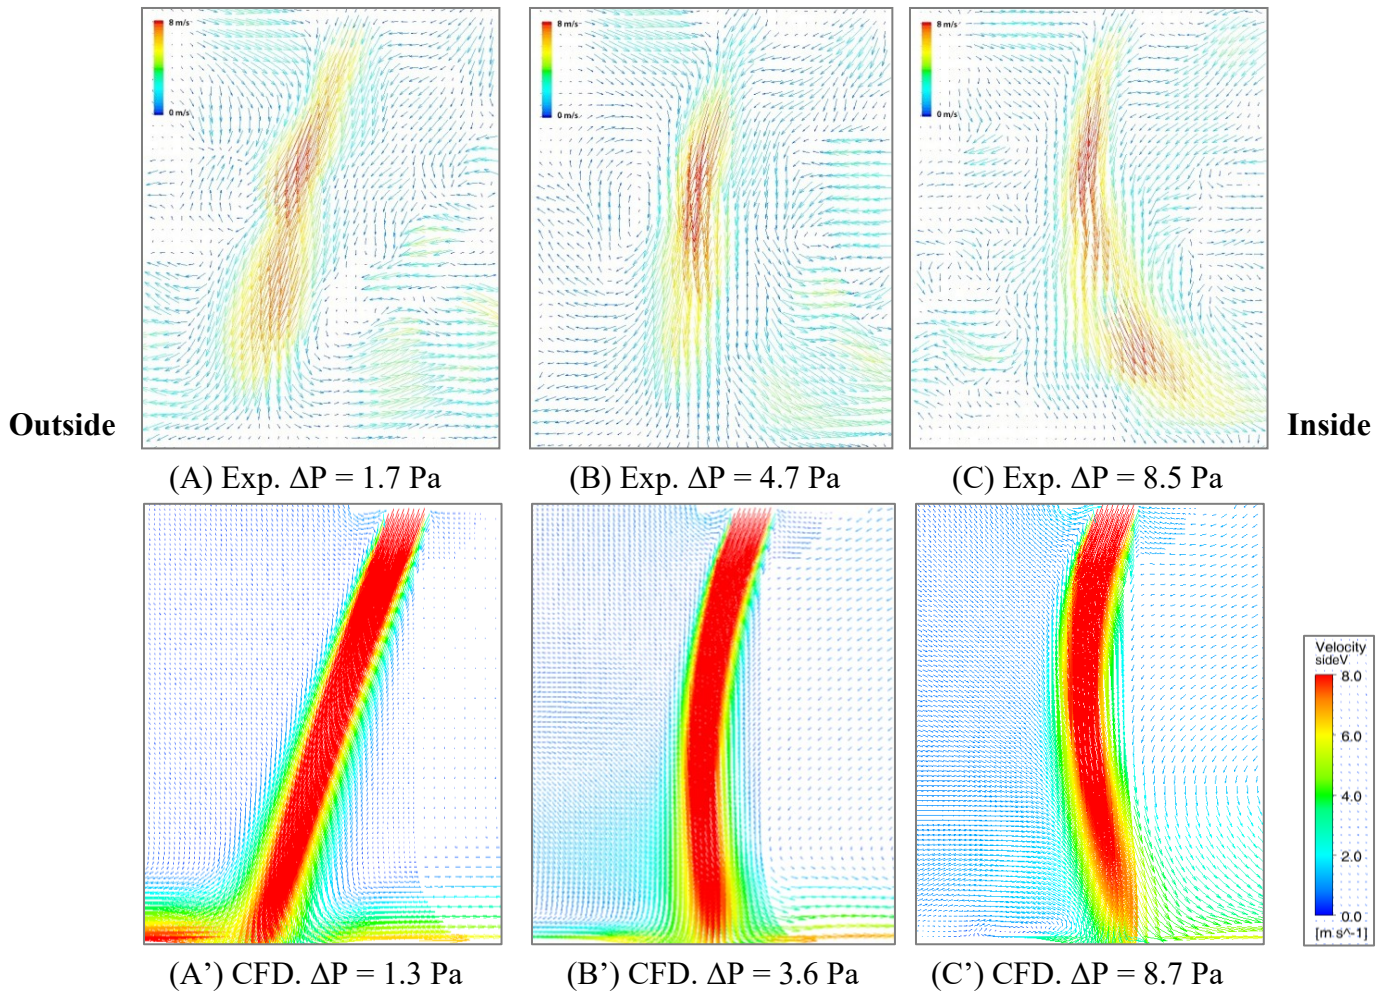 8 m/s
0 m/s
8 m/s
0 m/s
8 m/s
0 m/s
Outside
Inside
(A) Exp. ΔP = 1.7 Pa
(B) Exp. ΔP = 4.7 Pa
(C) Exp. ΔP = 8.5 Pa
Velocity
sideV
8.0
6.0
4.0
2.0
0.0
[m s^-1]
(A’) CFD. ΔP = 1.3 Pa
(B’) CFD. ΔP = 3.6 Pa
(C’) CFD. ΔP = 8.7 Pa